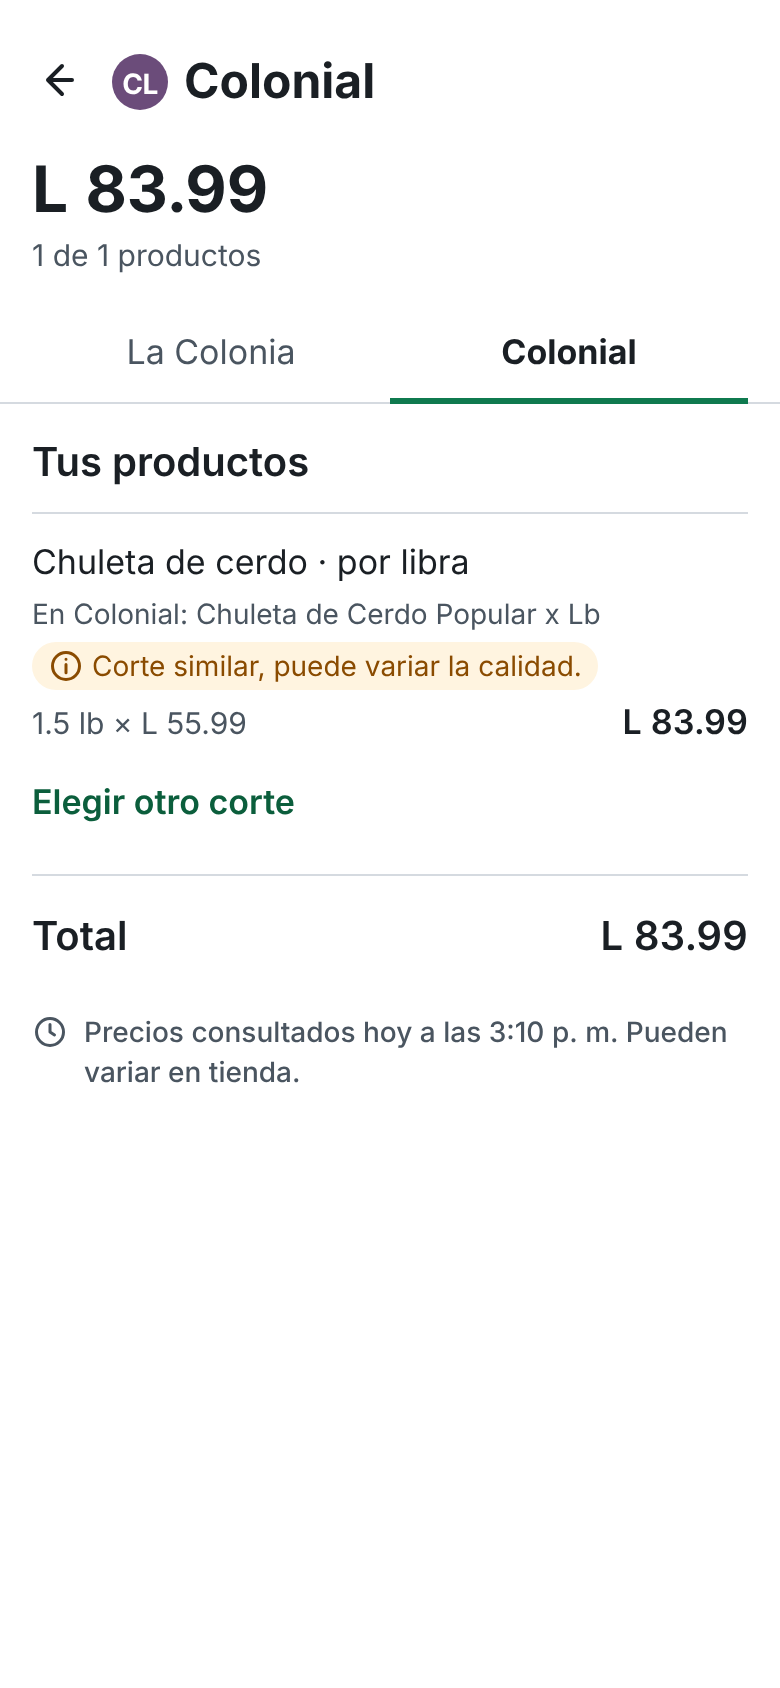 CL Colonial
L 83.99
1 de 1 productos
La Colonia Colonial
Tus productos
Chuleta de cerdo · por libra
En Colonial: Chuleta de Cerdo Popular x Lb
Corte similar, puede variar la calidad.
1.5 lb × L 55.99 L 83.99
Elegir otro corte
Total L 83.99
Precios consultados hoy a las 3:10 p. m. Pueden
variar en tienda.